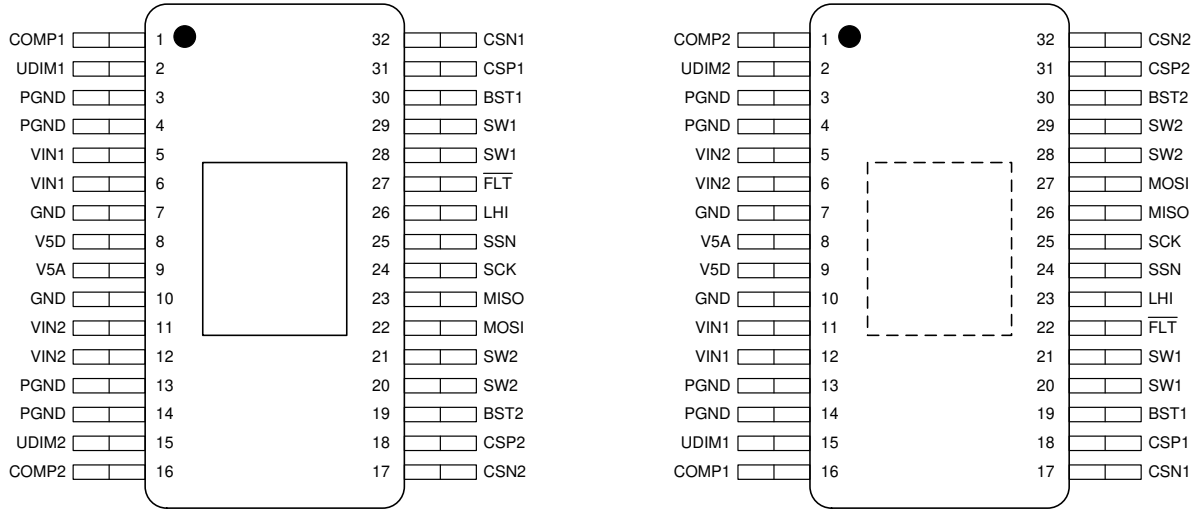 COMP1 1 32 CSN1
UDIM1 2 31 CSP1
PGND 3 30 BST1
PGND 4 29 SW1
VIN1 5 28 SW1
VIN1 6 27 FLT
GND 7 26 LHI
V5D 8 25 SSN
V5A 9 24 SCK
GND 10 23 MISO
VIN2 11 22 MOSI
VIN2 12 21 SW2
PGND 13 20 SW2
PGND 14 19 BST2
UDIM2 15 18 CSP2
COMP2 16 17 CSN2
COMP2 1 32 CSN2
UDIM2 2 31 CSP2
PGND 3 30 BST2
PGND 4 29 SW2
VIN2 5 28 SW2
VIN2 6 27 MOSI
GND 7 26 MISO
V5A 8 25 SCK
V5D 9 24 SSN
GND 10 23 LHI
VIN1 11 22 FLT
VIN1 12 21 SW1
PGND 13 20 SW1
PGND 14 19 BST1
UDIM1 15 18 CSP1
COMP1 16 17 CSN1